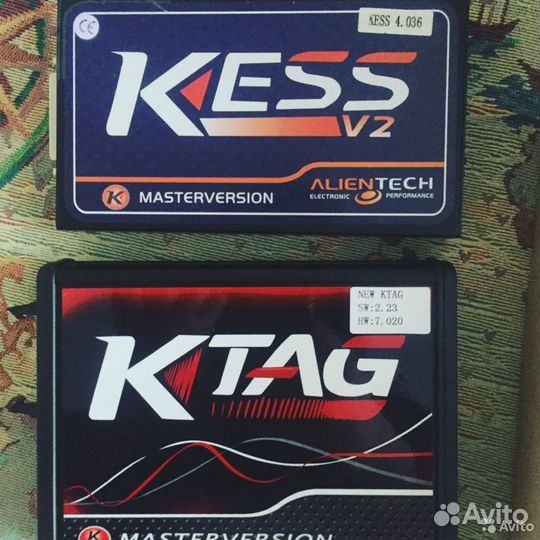 CE
KESS 4.036
KESS
V2
K MASTERVERSION
ALIENTECH
ELECTRONIC PERFORMANCE
NEW KTAG
SW:2.23
HW:7.020
KTAG
K MASTERVERSION
Avito
Avito